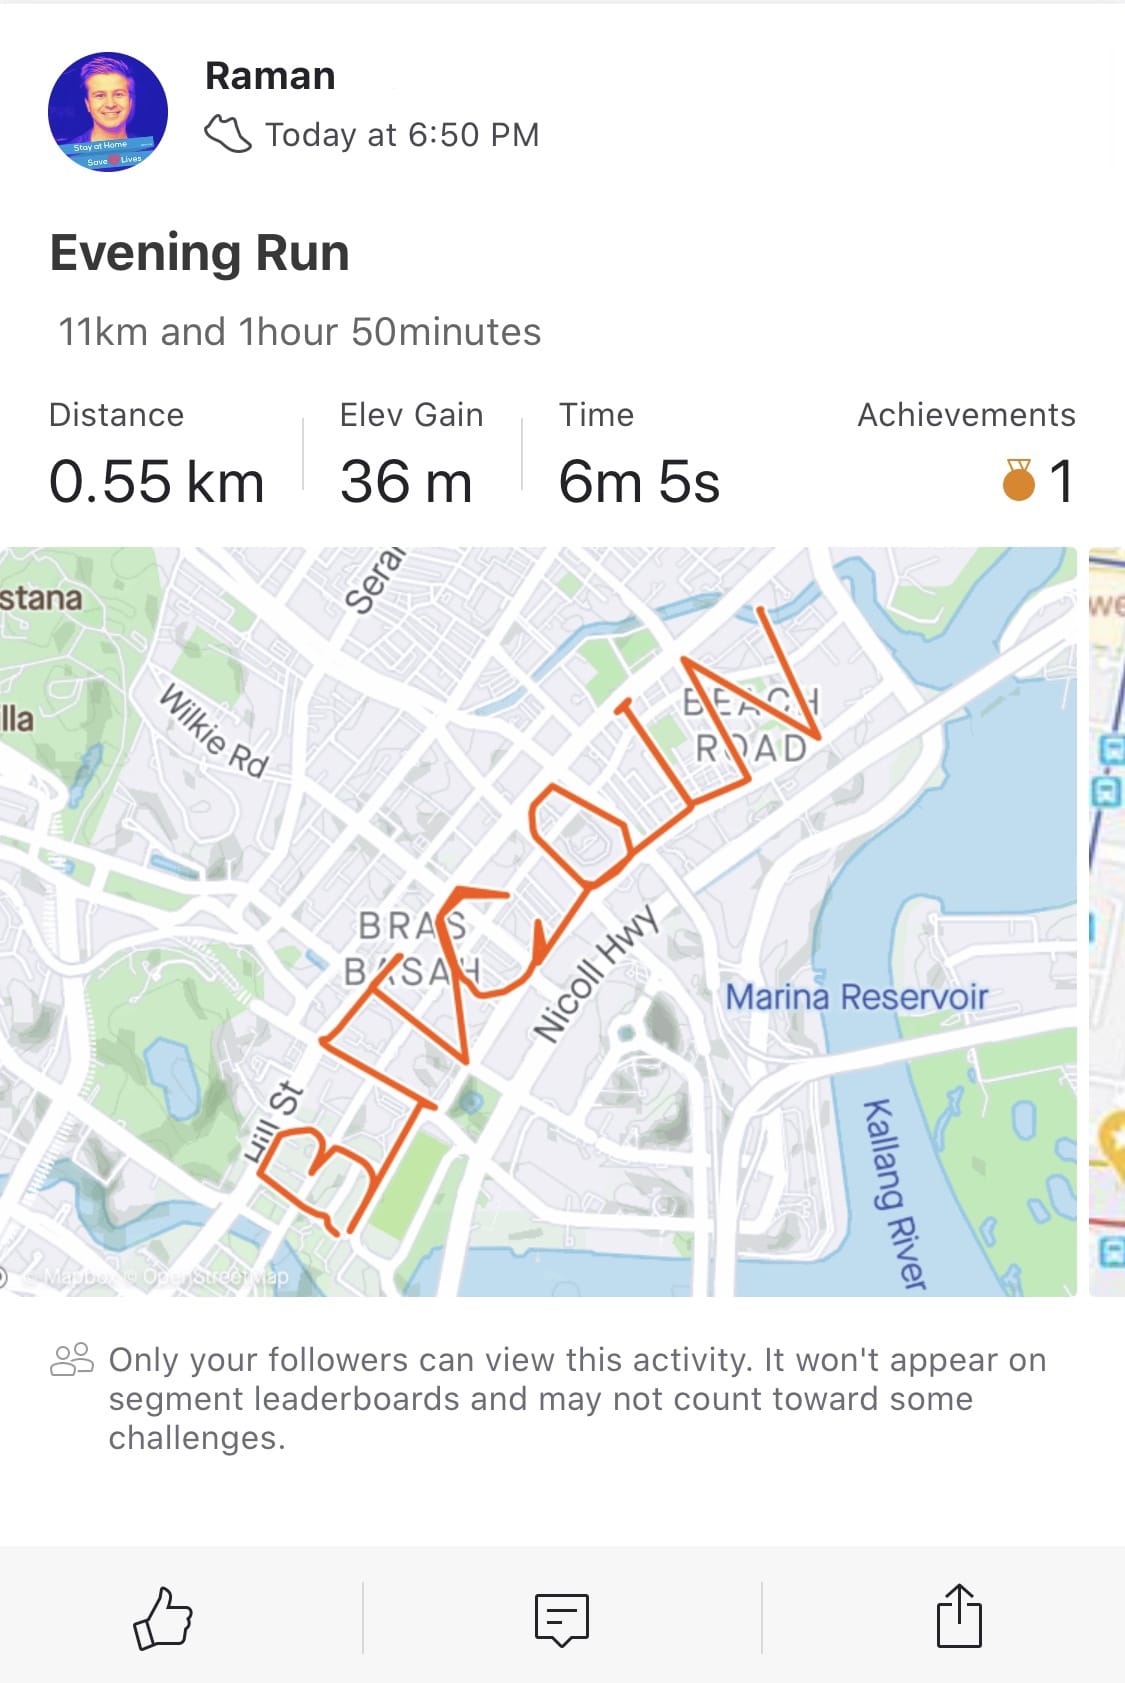 Raman
Today at 6:50 PM
Stay at Home
Save Lives
Evening Run
11km and 1hour 50minutes
Distance
Elev Gain
Time
Achievements
0.55 km
36 m
6m 5s
1
stana
Serar
we
lla
Wilkie Rd
BEACH
ROAD
BITCOIN
BRAS
BASAH
Nicoll Hwy
Marina Reservoir
Hill St
Kallang River
© Mapbox © OpenStreetMap
Only your followers can view this activity. It won't appear on
segment leaderboards and may not count toward some
challenges.